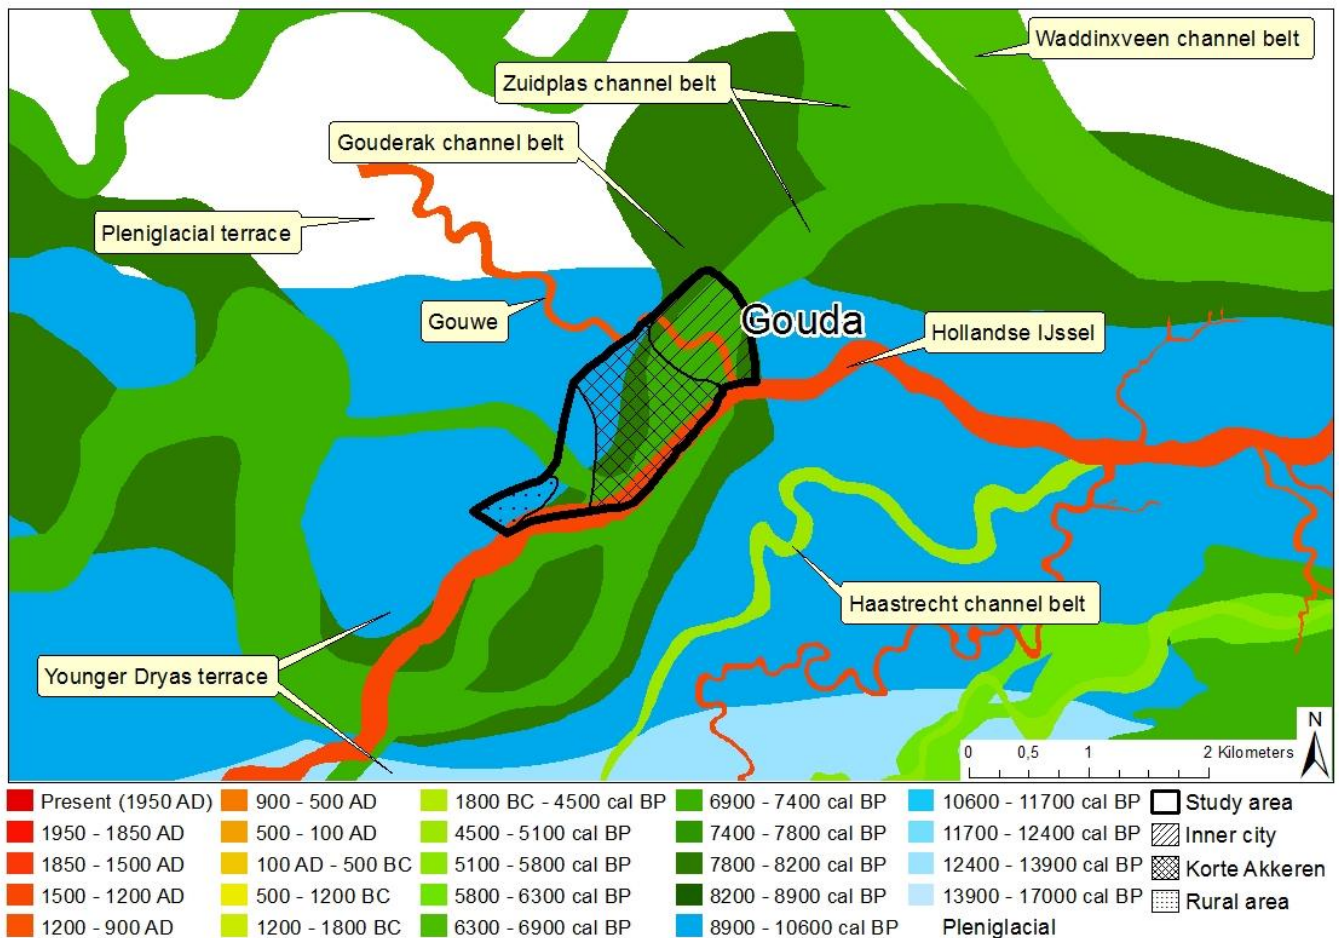 Waddinxveen channel belt
Zuidplas channel belt
Gouderak channel belt
Pleniglacial terrace
Gouwe
Gouda
Hollandse IJssel
Haastrecht channel belt
Younger Dryas terrace
N
0 0,5 1 2 Kilometers
Present (1950 AD) 900 - 500 AD 1800 BC - 4500 cal BP 6900 - 7400 cal BP 10600 - 11700 cal BP Study area
1950 - 1850 AD 500 - 100 AD 4500 - 5100 cal BP 7400 - 7800 cal BP 11700 - 12400 cal BP Inner city
1850 - 1500 AD 100 AD - 500 BC 5100 - 5800 cal BP 7800 - 8200 cal BP 12400 - 13900 cal BP Korte Akkeren
1500 - 1200 AD 500 - 1200 BC 5800 - 6300 cal BP 8200 - 8900 cal BP 13900 - 17000 cal BP Rural area
1200 - 900 AD 1200 - 1800 BC 6300 - 6900 cal BP 8900 - 10600 cal BP Pleniglacial